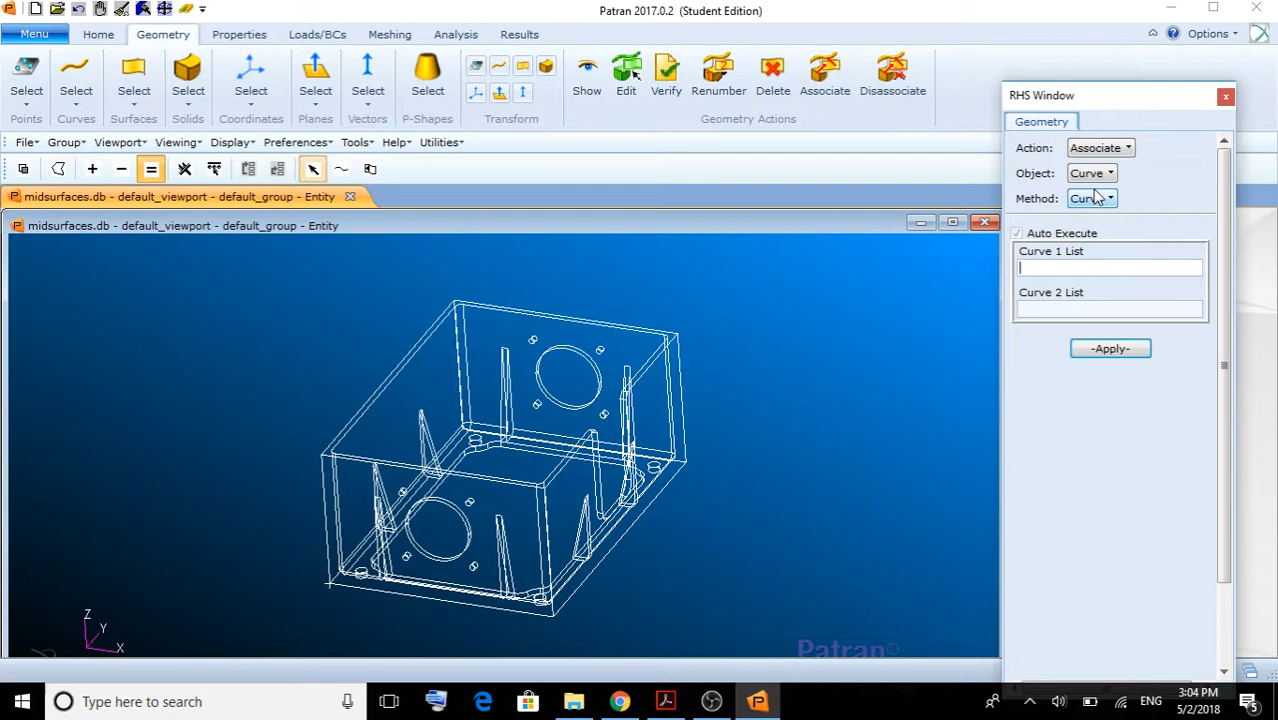 Patran 2017.0.2 (Student Edition)
Menu Home Geometry Properties Loads/BCs Meshing Analysis Results Options
Select Select Select Select Select Select Select Select Show Edit Verify Renumber Delete Associate Disassociate
Points Curves Surfaces Solids Coordinates Planes Vectors P-Shapes Transform Geometry Actions
File Group Viewport Viewing Display Preferences Tools Help Utilities
midsurfaces.db - default_viewport - default_group - Entity
midsurfaces.db - default_viewport - default_group - Entity
RHS Window
Geometry
Action: Associate
Object: Curve
Method:
Auto Execute
Curve 1 List
Curve 2 List
-Apply-
Z
Y
X
Patran
Type here to search
ENG
3:04 PM
5/2/2018
5